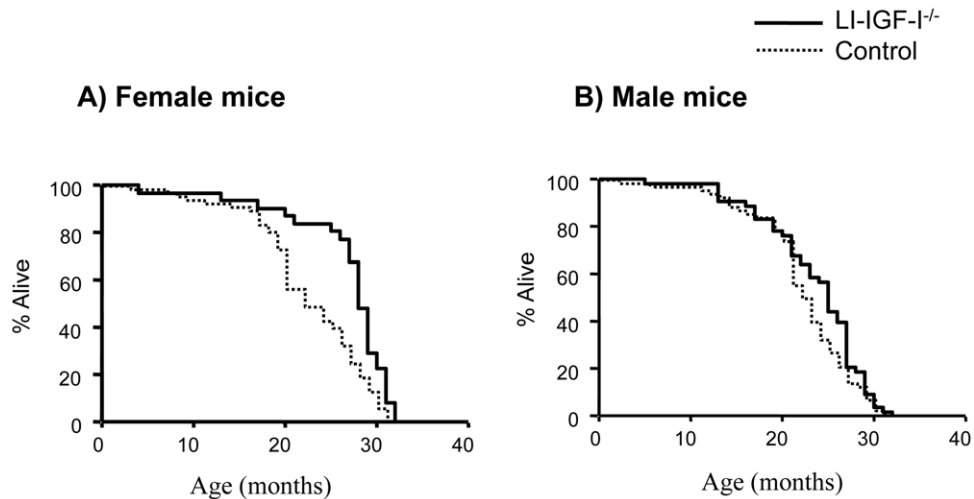 LI-IGF-I-/-
Control
A) Female mice
B) Male mice
% Alive
100
80
60
40
20
0
0 10 20 30 40
Age (months)
% Alive
100
80
60
40
20
0
0 10 20 30 40
Age (months)